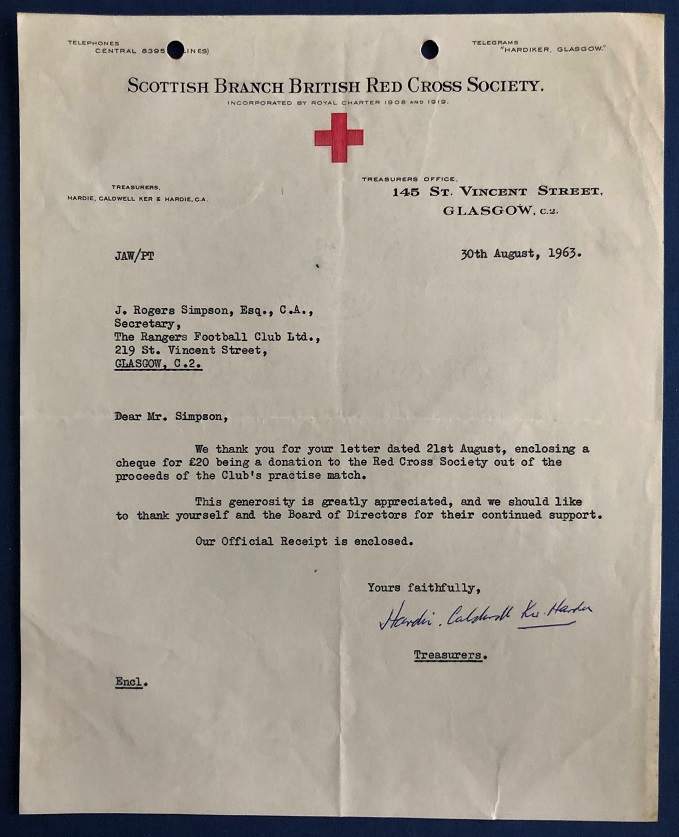 TELEPHONES
CENTRAL 8395 LINES)
TELEGRAMS
"HARDIKER, GLASGOW."
SCOTTISH BRANCH BRITISH RED CROSS SOCIETY.
INCORPORATED BY ROYAL CHARTER 1908 AND 1919.
TREASURERS,
HARDIE, CALDWELL KER & HARDIE, C.A.
TREASURERS OFFICE,
145 ST. VINCENT STREET,
GLASGOW, C.2.
JAW/PT
30th August, 1963.
J. Rogers Simpson, Esq., C.A.,
Secretary,
The Rangers Football Club Ltd.,
219 St. Vincent Street,
GLASGOW, C.2.
Dear Mr. Simpson,
We thank you for your letter dated 21st August, enclosing a
cheque for £20 being a donation to the Red Cross Society out of the
proceeds of the Club's practise match.
This generosity is greatly appreciated, and we should like
to thank yourself and the Board of Directors for their continued support.
Our Official Receipt is enclosed.
Yours faithfully,
Hardie, Caldwell Ker Hardie
Treasurers.
Encl.